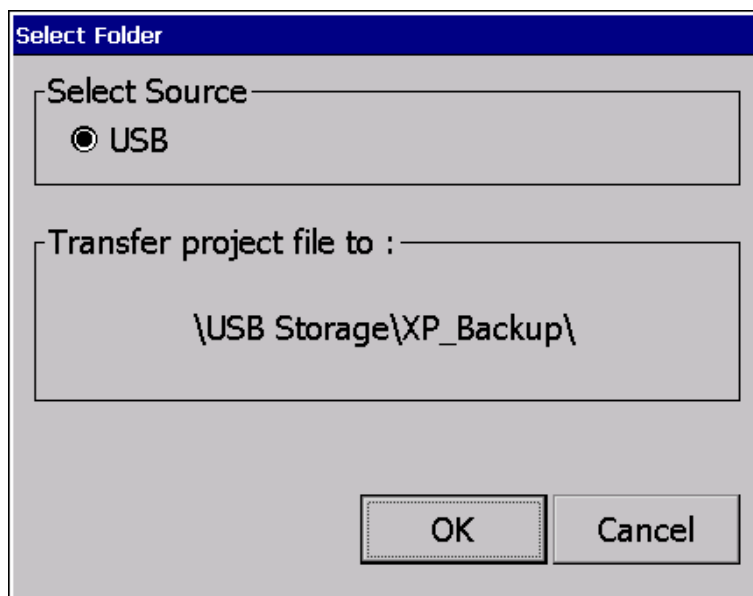 Select Folder
Select Source
USB
Transfer project file to :
\USB Storage\XP_Backup\
OK
Cancel